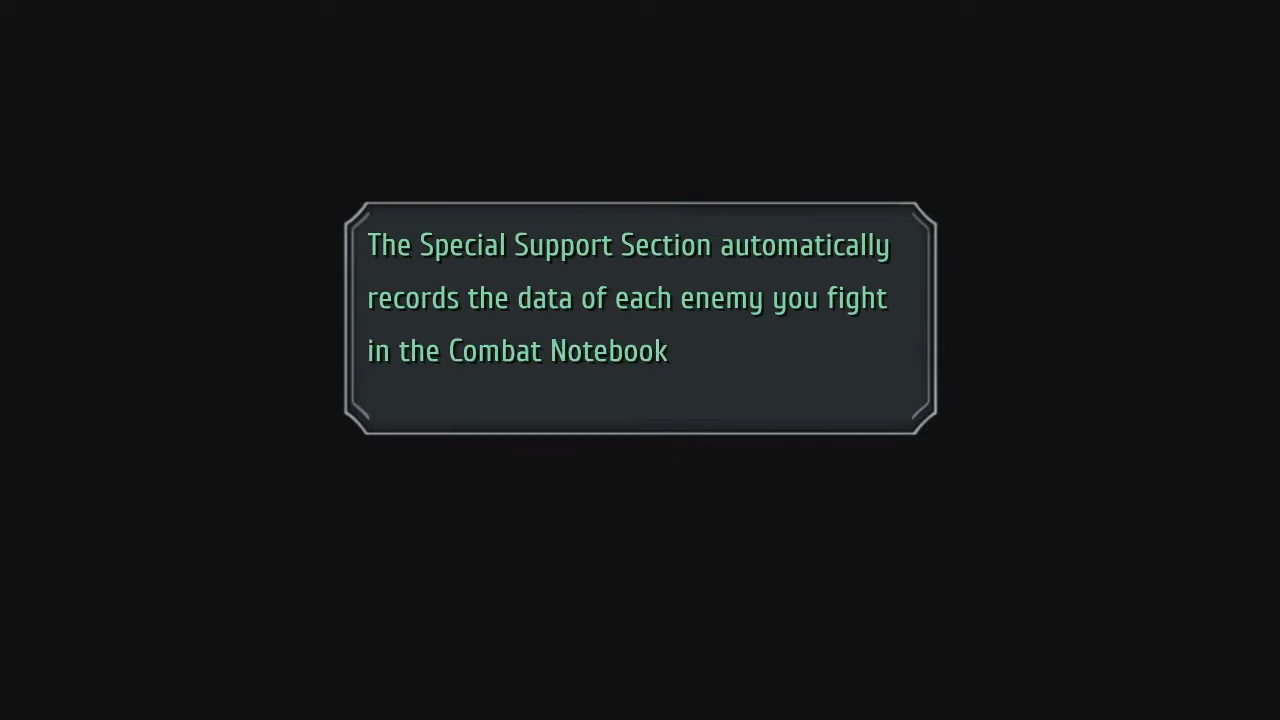 The Special Support Section automatically
records the data of each enemy you fight
in the Combat Notebook